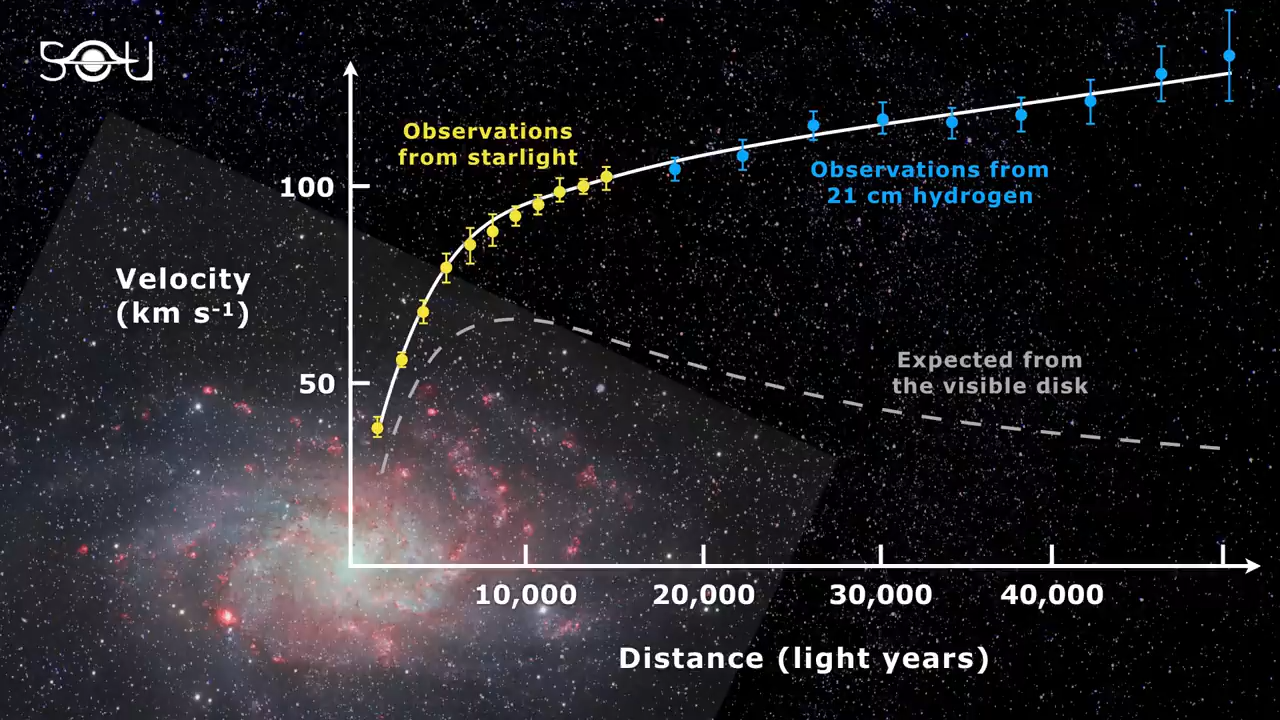 SOU
Observations
from starlight
100
Observations from
21 cm hydrogen
Velocity
(km s-1)
Expected from
the visible disk
50
10,000
20,000
30,000
40,000
Distance (light years)